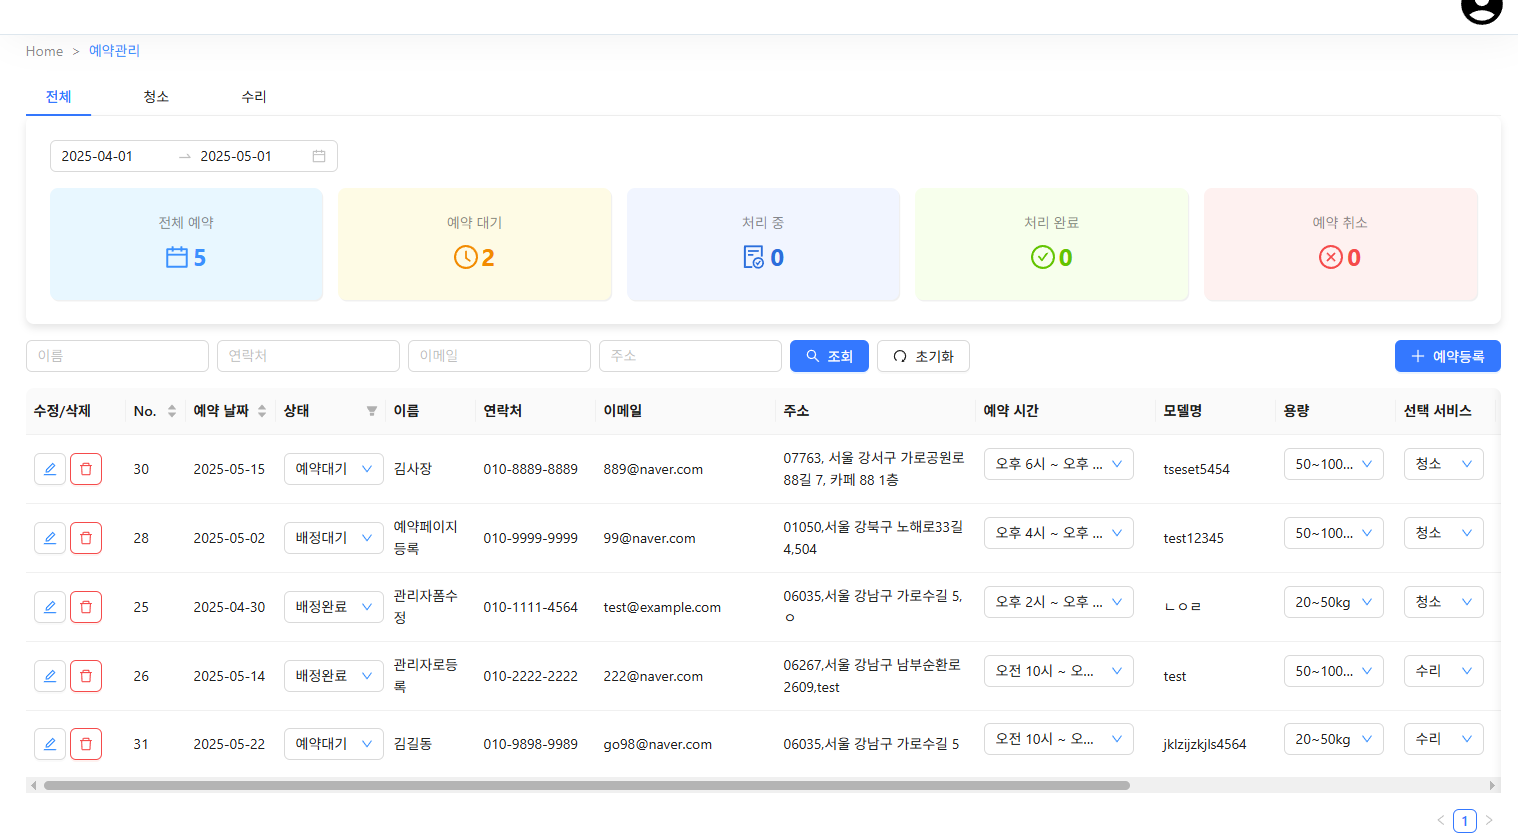 Home > 예약관리
전체 청소 수리
2025-04-01 → 2025-05-01
전체 예약 예약 대기 처리 중 처리 완료 예약 취소
5 2 0 0 0
이름 연락처 이메일 주소 조회 초기화 + 예약등록
수정/삭제 No. 예약 날짜 상태 이름 연락처 이메일 주소 예약 시간 모델명 용량 선택 서비스
30 2025-05-15 예약대기 김사장 010-8889-8889 889@naver.com 07763, 서울 강서구 가로공원로 오후 6시 ~ 오후 ... tseset5454 50~100... 청소
88길 7, 카페 88 1층
28 2025-05-02 배정대기 예약페이지 010-9999-9999 99@naver.com 01050,서울 강북구 노해로33길 오후 4시 ~ 오후 ... test12345 50~100... 청소
등록 4,504
25 2025-04-30 배정완료 관리자폼수 010-1111-4564 test@example.com 06035,서울 강남구 가로수길 5, 오후 2시 ~ 오후 ... ㄴㅇㄹ 20~50kg 청소
정 ㅇ
26 2025-05-14 배정완료 관리자로등 010-2222-2222 222@naver.com 06267,서울 강남구 남부순환로 오전 10시 ~ 오... test 50~100... 수리
록 2609,test
31 2025-05-22 예약대기 김길동 010-9898-9989 go98@naver.com 06035,서울 강남구 가로수길 5 오전 10시 ~ 오... jklzijzkjls4564 20~50kg 수리
< 1 >